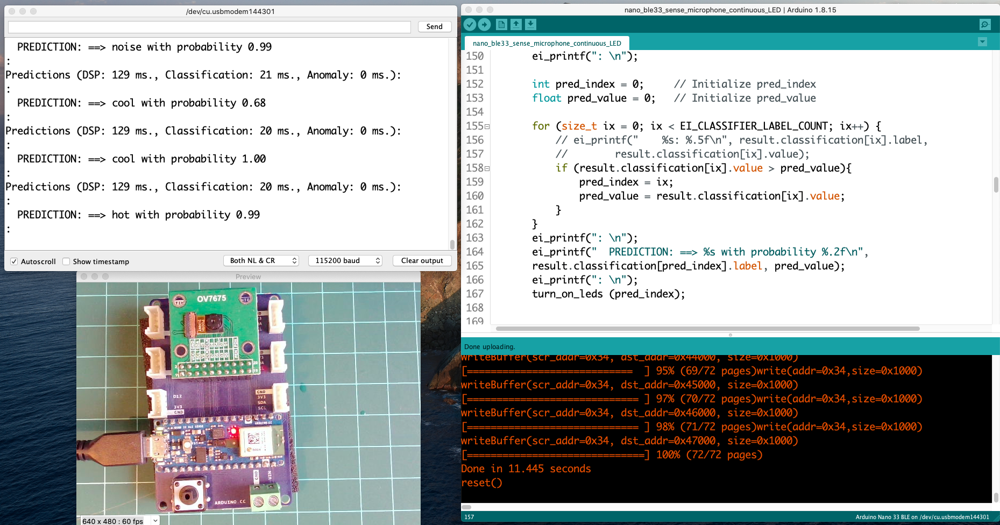 /dev/cu.usbmodem144301
Send
PREDICTION: ==> noise with probability 0.99
:
Predictions (DSP: 129 ms., Classification: 21 ms., Anomaly: 0 ms.):
:
PREDICTION: ==> cool with probability 0.68
:
Predictions (DSP: 129 ms., Classification: 20 ms., Anomaly: 0 ms.):
:
PREDICTION: ==> cool with probability 1.00
:
Predictions (DSP: 129 ms., Classification: 20 ms., Anomaly: 0 ms.):
:
PREDICTION: ==> hot with probability 0.99
:
Autoscroll Show timestamp Both NL & CR 115200 baud Clear output
Preview
OV7675
D12
3V3
GND
GND
3V3
SDA
SCL
ARDUINO.CC
GND
VIN
ARDUINO.CC
640 x 480 : 60 fps
nano_ble33_sense_microphone_continuous_LED | Arduino 1.8.15
nano_ble33_sense_microphone_continuous_LED
150 ei_printf(": \n");
151
152 int pred_index = 0; // Initialize pred_index
153 float pred_value = 0; // Initialize pred_value
154
155 for (size_t ix = 0; ix < EI_CLASSIFIER_LABEL_COUNT; ix++) {
156 // ei_printf(" %s: %.5f\n", result.classification[ix].label,
157 // result.classification[ix].value);
158 if (result.classification[ix].value > pred_value){
159 pred_index = ix;
160 pred_value = result.classification[ix].value;
161 }
162 }
163 ei_printf(": \n");
164 ei_printf(" PREDICTION: ==> %s with probability %.2f\n",
165 result.classification[pred_index].label, pred_value);
166 ei_printf(": \n");
167 turn_on_leds (pred_index);
168
169
Done uploading.
writeBuffer(scr_addr=0x34, dst_addr=0x44000, size=0x1000)
[============================  ] 95% (69/72 pages)write(addr=0x34,size=0x1000)
writeBuffer(scr_addr=0x34, dst_addr=0x45000, size=0x1000)
[============================= ] 97% (70/72 pages)write(addr=0x34,size=0x1000)
writeBuffer(scr_addr=0x34, dst_addr=0x46000, size=0x1000)
[============================= ] 98% (71/72 pages)write(addr=0x34,size=0x1000)
writeBuffer(scr_addr=0x34, dst_addr=0x47000, size=0x1000)
[==============================] 100% (72/72 pages)
Done in 11.445 seconds
reset()
157 Arduino Nano 33 BLE on /dev/cu.usbmodem144301